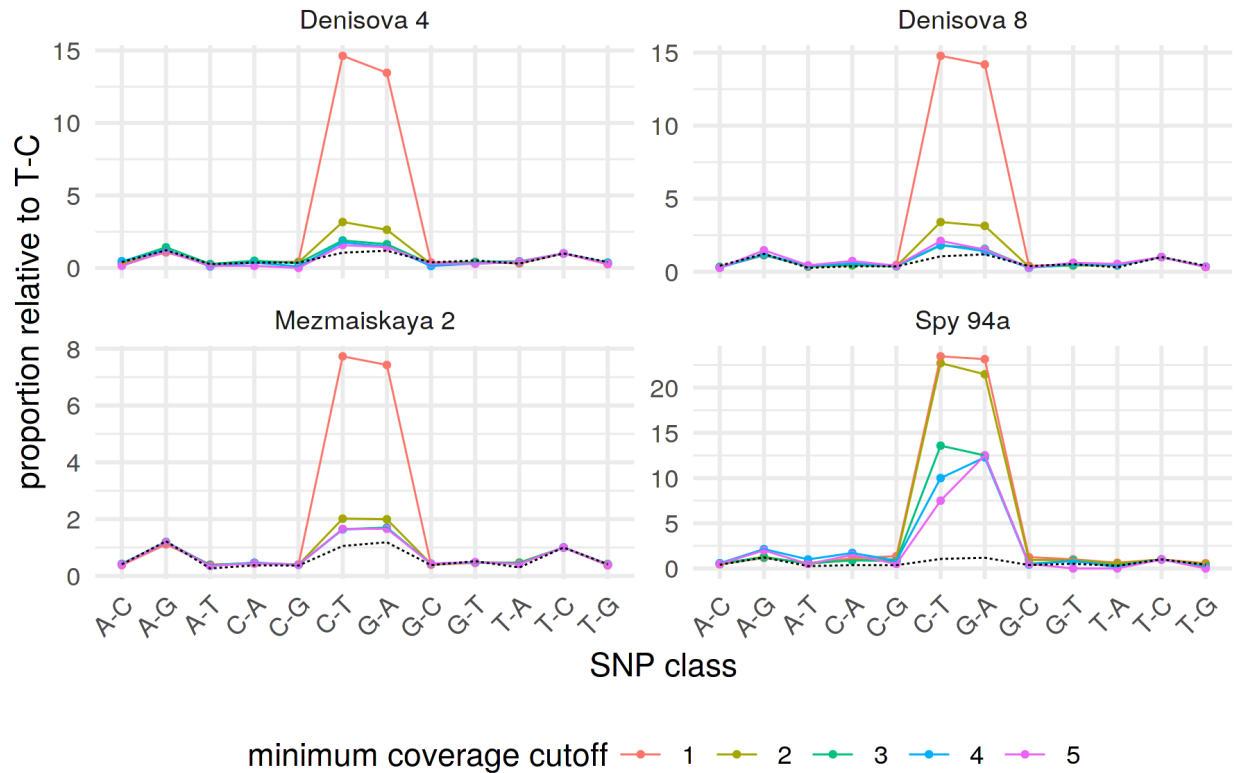 Denisova 4
Denisova 8
15
10
5
0
15
10
5
0
proportion relative to T-C
Mezmaiskaya 2
Spy 94a
8
6
4
2
0
20
15
10
5
0
A-C A-G A-T C-A C-G C-T G-A G-C G-T T-A T-C T-G
A-C A-G A-T C-A C-G C-T G-A G-C G-T T-A T-C T-G
SNP class
minimum coverage cutoff 1 2 3 4 5